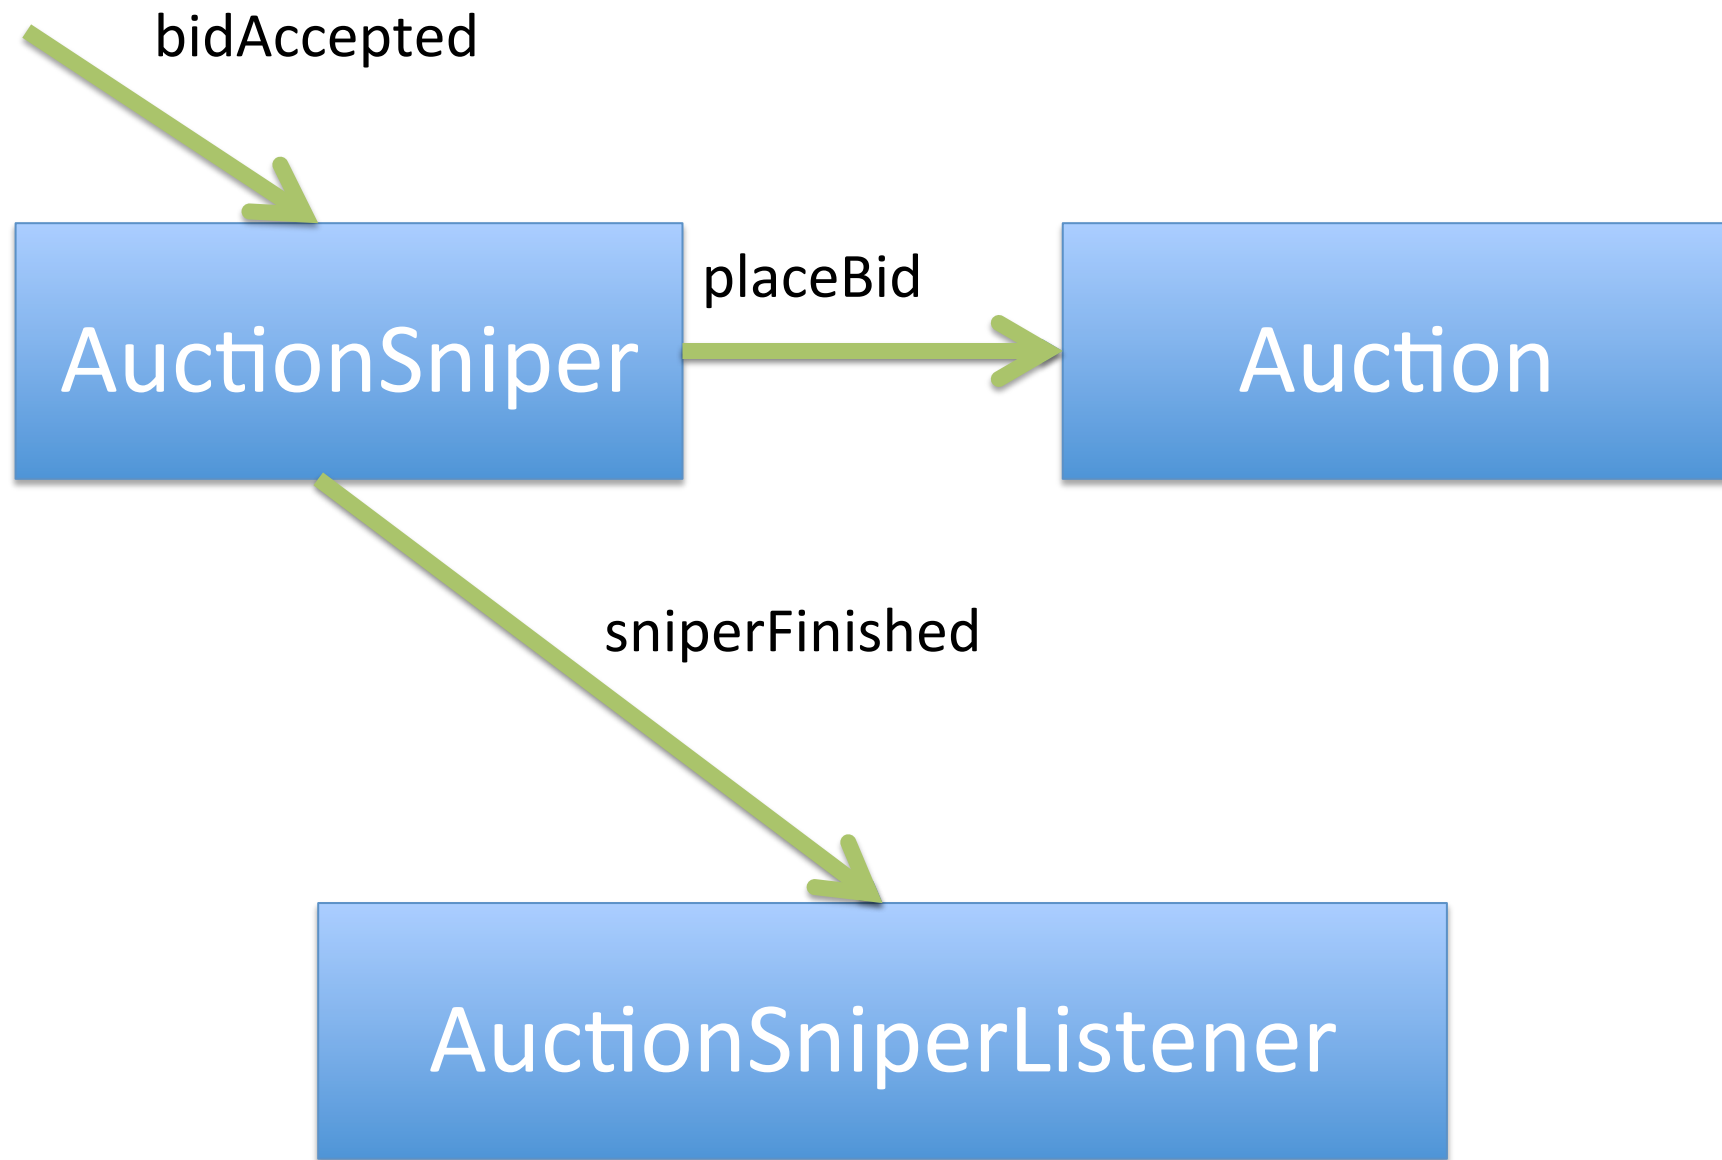 bidAccepted
placeBid
AuctionSniper
Auction
sniperFinished
AuctionSniperListener